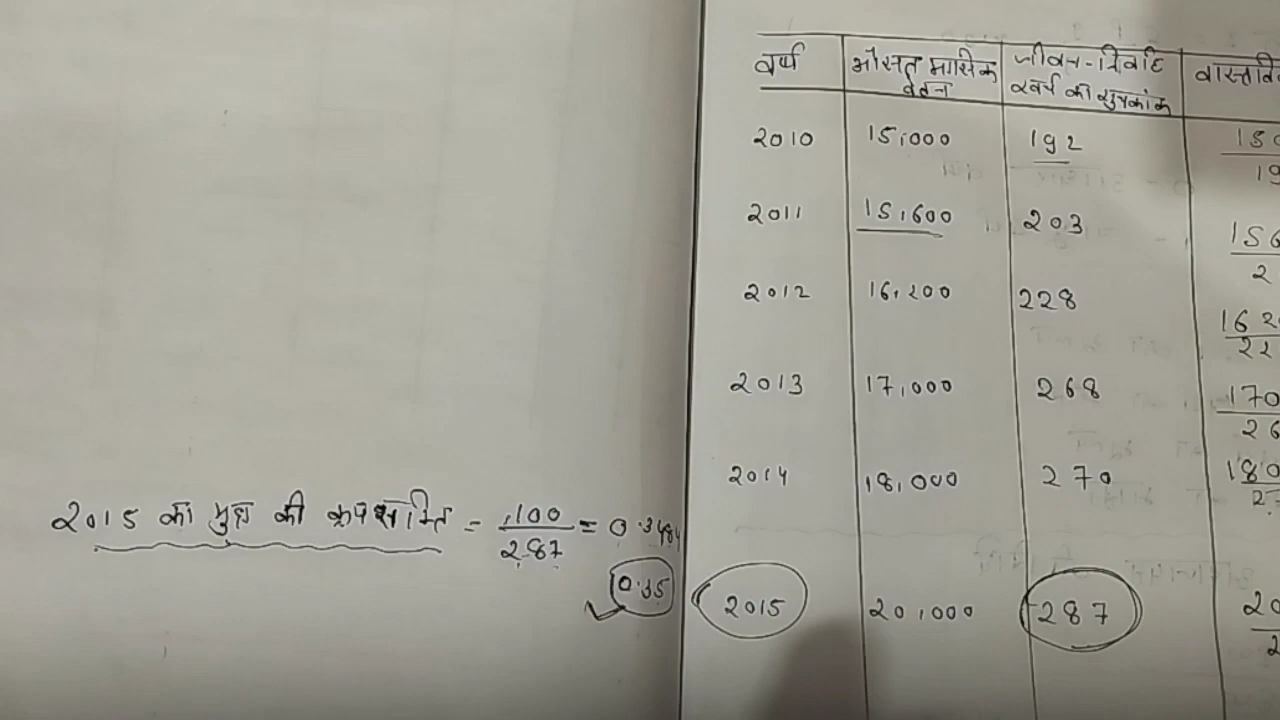 2015 का मुद्रा की क्रयशक्ति = 100/287 = 0.3484
0.35
वर्ष औसत मासिक वेतन जीवन-निर्वाह खर्च का सूचकांक
2010 15,000 192
2011 15,600 203
2012 16,200 228
2013 17,000 268
2014 18,000 270
2015 20,000 287